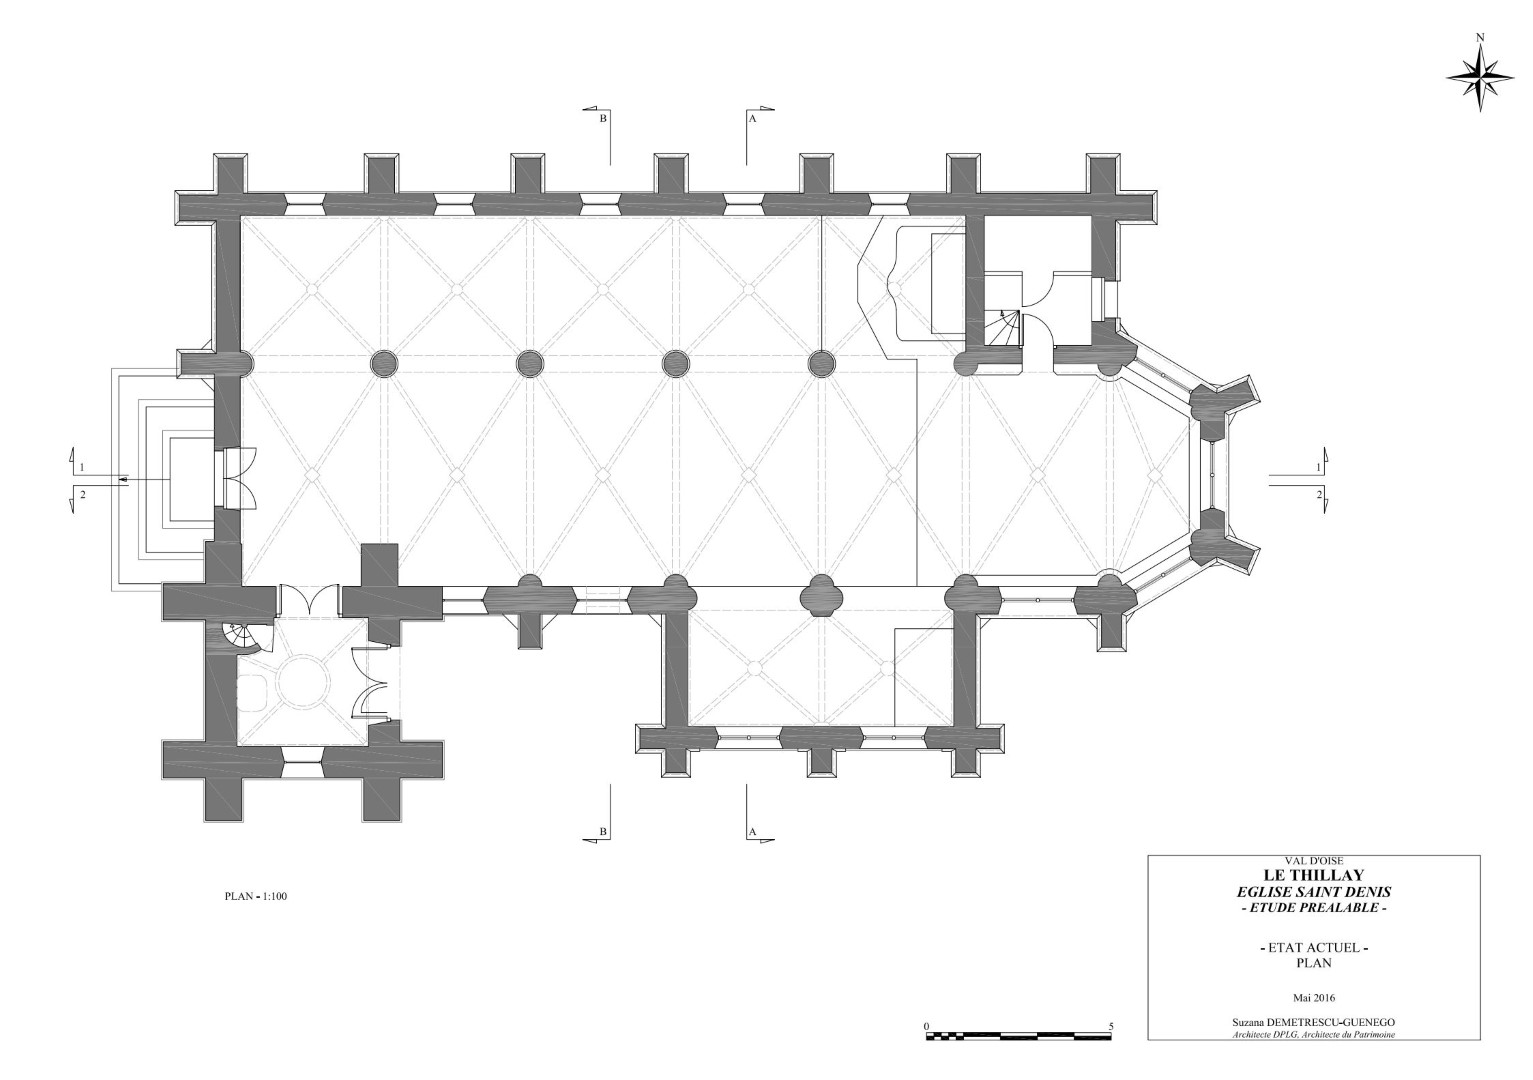 N
B
A
1
2
1
2
B
A
PLAN - 1:100
VAL D'OISE
LE THILLAY
EGLISE SAINT DENIS
- ETUDE PREALABLE -
- ETAT ACTUEL -
PLAN
Mai 2016
Suzana DEMETRESCU-GUENEGO
Architecte DPLG, Architecte du Patrimoine
0 5